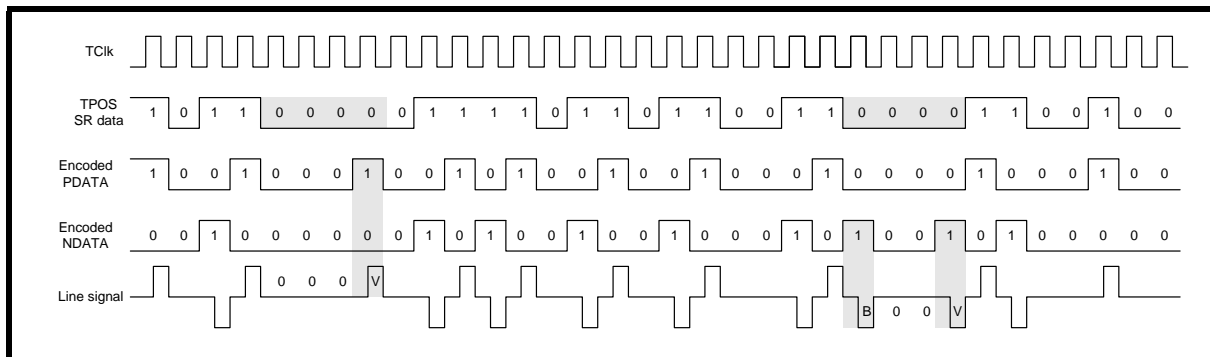 TClk
TPOS
SR data
1 0 1 1 0 0 0 0 0 1 1 1 1 0 1 1 0 1 1 0 0 1 1 0 0 0 0 1 1 0 0 1 0 0
Encoded
PDATA
1 0 0 1 0 0 0 1 0 0 1 0 1 0 0 1 0 0 1 0 0 0 1 0 0 0 0 1 0 0 0 1 0 0
Encoded
NDATA
0 0 1 0 0 0 0 0 0 1 0 1 0 0 1 0 0 1 0 0 0 1 0 1 0 0 1 0 1 0 0 0 0 0
Line signal
0 0 0 V
B 0 0 V